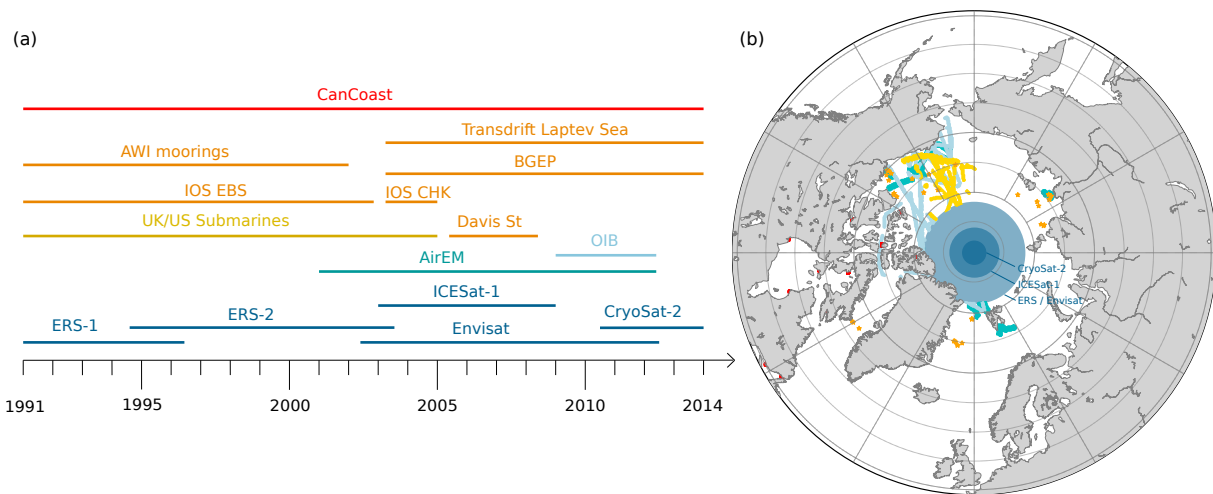 (a)
CanCoast
Transdrift Laptev Sea
AWI moorings
BGEP
IOS EBS
IOS CHK
UK/US Submarines
Davis St
OIB
AirEM
ICESat-1
ERS-1
ERS-2
Envisat
CryoSat-2
1991
1995
2000
2005
2010
2014
(b)
CryoSat-2
ICESat-1
ERS / Envisat